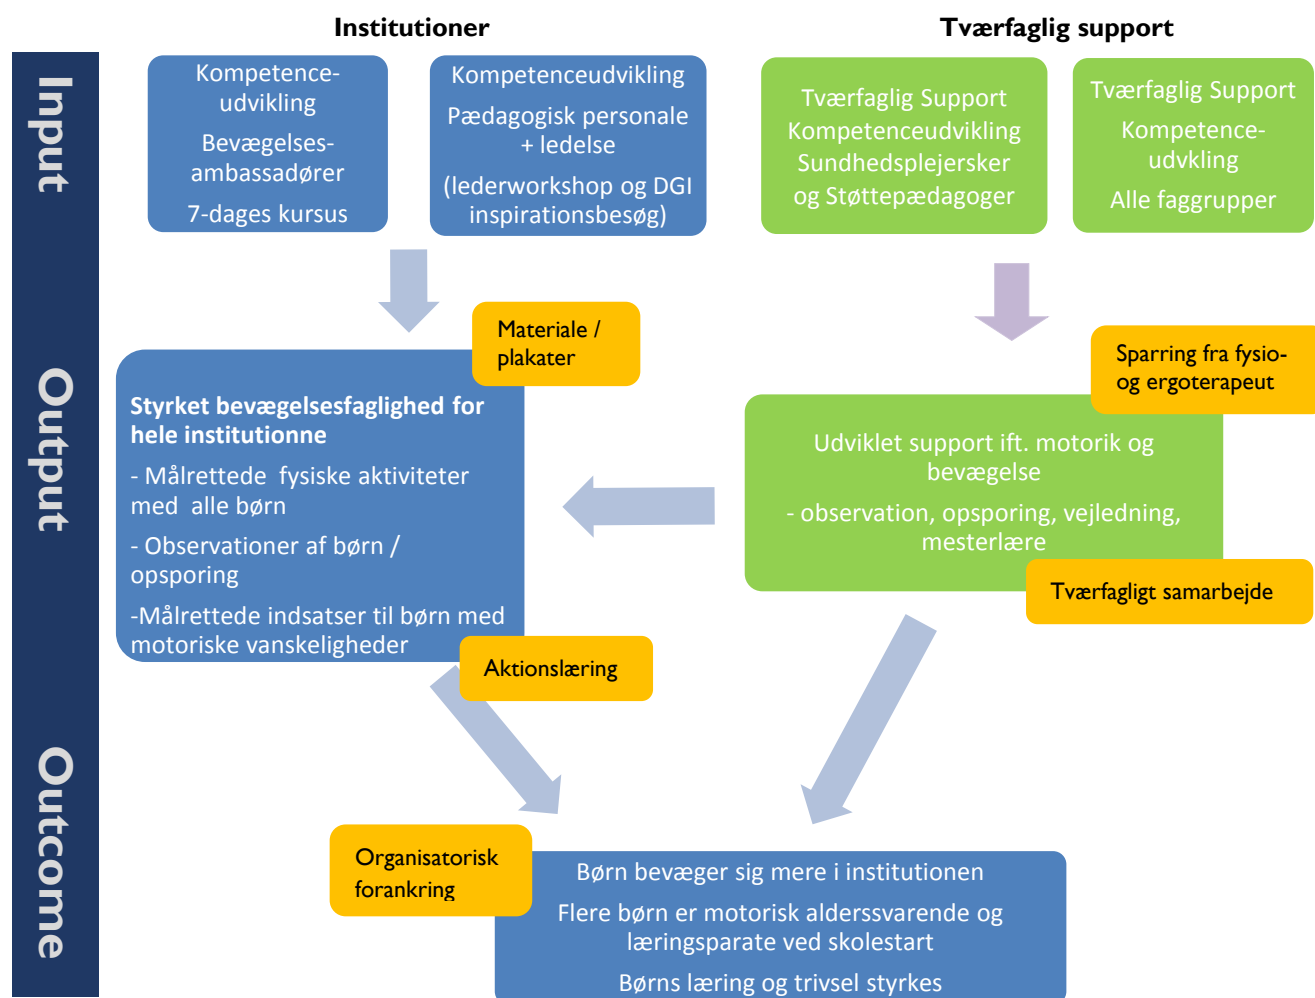 Institutioner
Tværfaglig support
Input
Kompetence-
udvikling
Bevægelses-
ambassadører
7-dages kursus
Kompetenceudvikling
Pædagogisk personale
+ ledelse
(lederworkshop og DGI
inspirationsbesøg)
Tværfaglig Support
Kompetenceudvikling
Sundhedsplejersker
og Støttepædagoger
Tværfaglig Support
Kompetence-
udvkling
Alle faggrupper
Output
Materiale /
plakater
Styrket bevægelsesfaglighed for
hele institutionne
- Målrettede fysiske aktiviteter
med alle børn
- Observationer af børn /
opsporing
-Målrettede indsatser til børn med
motoriske vanskeligheder
Aktionslæring
Sparring fra fysio-
og ergoterapeut
Udviklet support ift. motorik og
bevægelse
- observation, opsporing, vejledning,
mesterlære
Tværfagligt samarbejde
Outcome
Organisatorisk
forankring
Børn bevæger sig mere i institutionen
Flere børn er motorisk alderssvarende og
læringsparate ved skolestart
Børns læring og trivsel styrkes